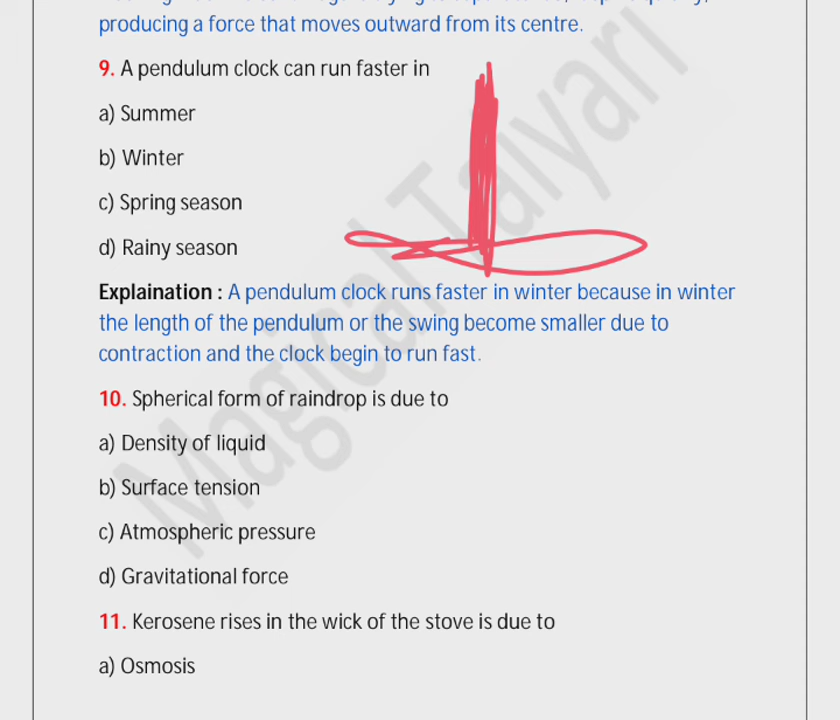 producing a force that moves outward from its centre.
9. A pendulum clock can run faster in
a) Summer
b) Winter
c) Spring season
d) Rainy season
Explaination : A pendulum clock runs faster in winter because in winter
the length of the pendulum or the swing become smaller due to
contraction and the clock begin to run fast.
10. Spherical form of raindrop is due to
a) Density of liquid
b) Surface tension
c) Atmospheric pressure
d) Gravitational force
11. Kerosene rises in the wick of the stove is due to
a) Osmosis
Magical Taiyari